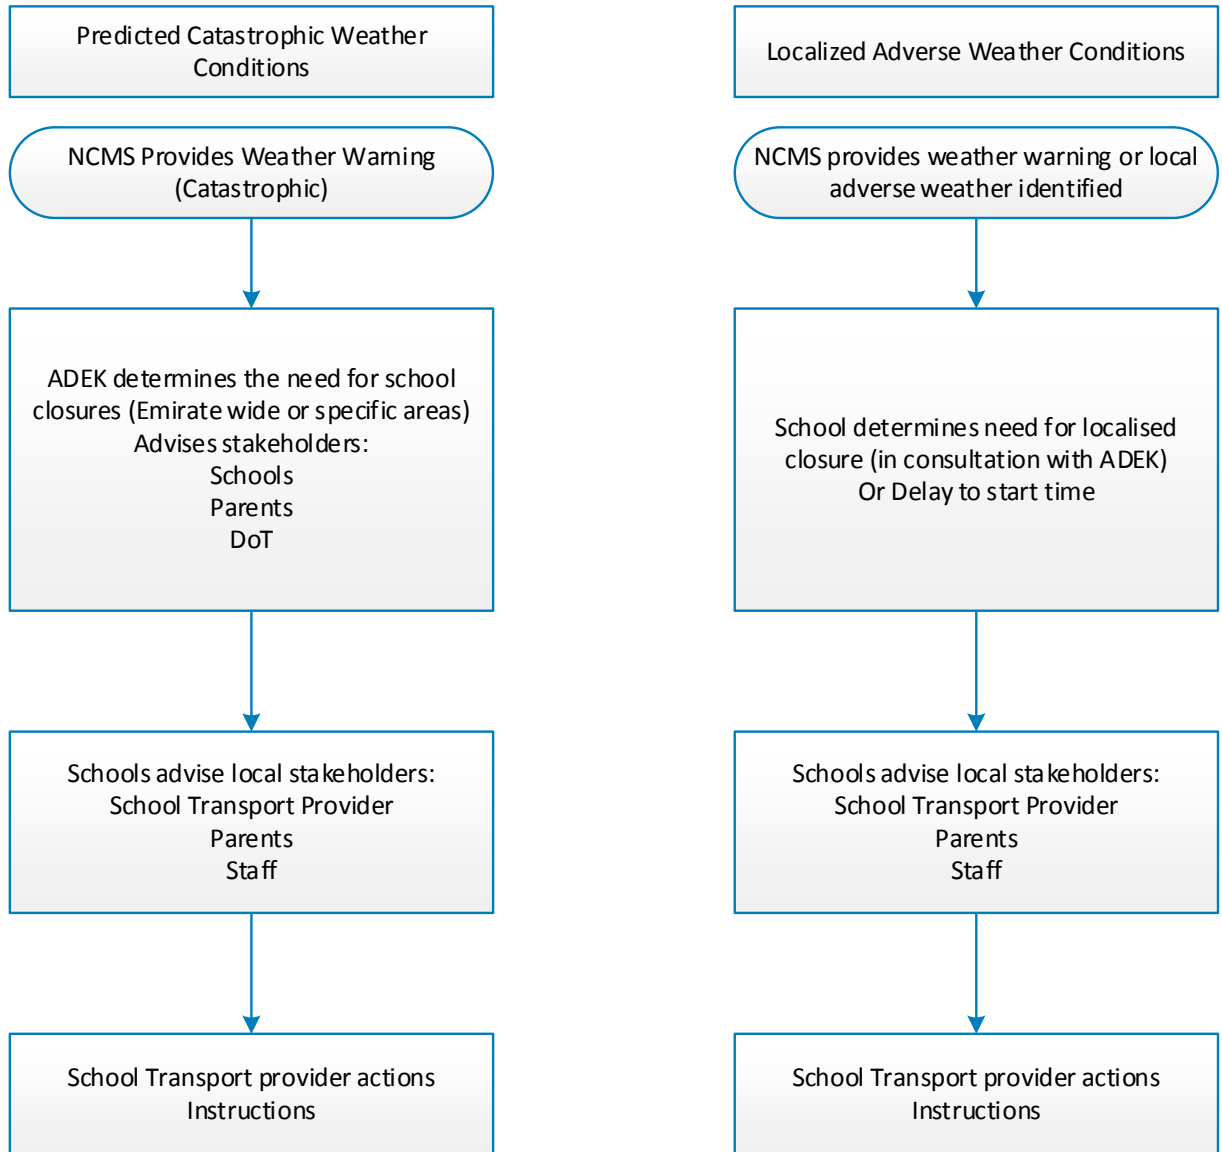 Predicted Catastrophic Weather
Conditions
NCMS Provides Weather Warning
(Catastrophic)
ADEK determines the need for school
closures (Emirate wide or specific areas)
Advises stakeholders:
Schools
Parents
DoT
Schools advise local stakeholders:
School Transport Provider
Parents
Staff
School Transport provider actions
Instructions
Localized Adverse Weather Conditions
NCMS provides weather warning or local
adverse weather identified
School determines need for localised
closure (in consultation with ADEK)
Or Delay to start time
Schools advise local stakeholders:
School Transport Provider
Parents
Staff
School Transport provider actions
Instructions